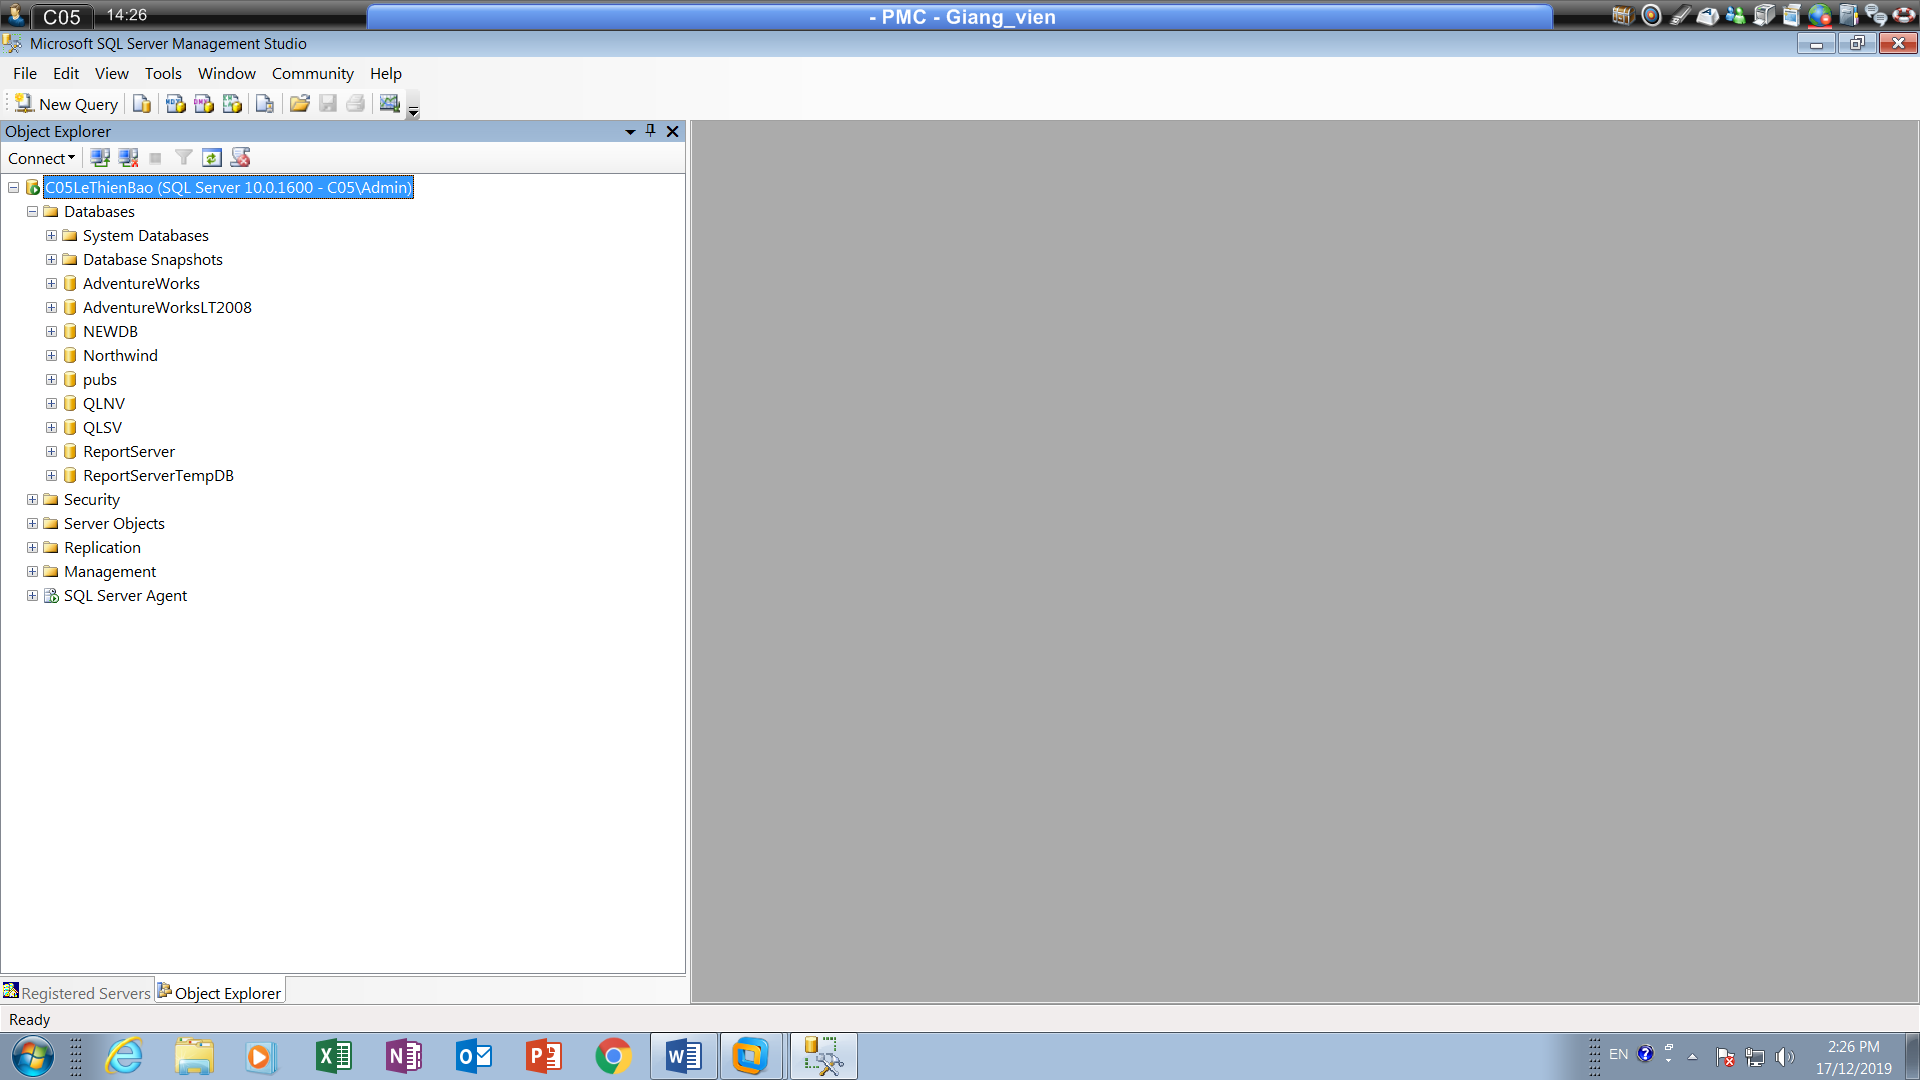 C05 14:26 - PMC - Giang_vien
Microsoft SQL Server Management Studio
File Edit View Tools Window Community Help
New Query
Object Explorer
Connect
C05LeThienBao (SQL Server 10.0.1600 - C05\Admin)
Databases
System Databases
Database Snapshots
AdventureWorks
AdventureWorksLT2008
NEWDB
Northwind
pubs
QLNV
QLSV
ReportServer
ReportServerTempDB
Security
Server Objects
Replication
Management
SQL Server Agent
Registered Servers Object Explorer
Ready
EN 2:26 PM
17/12/2019